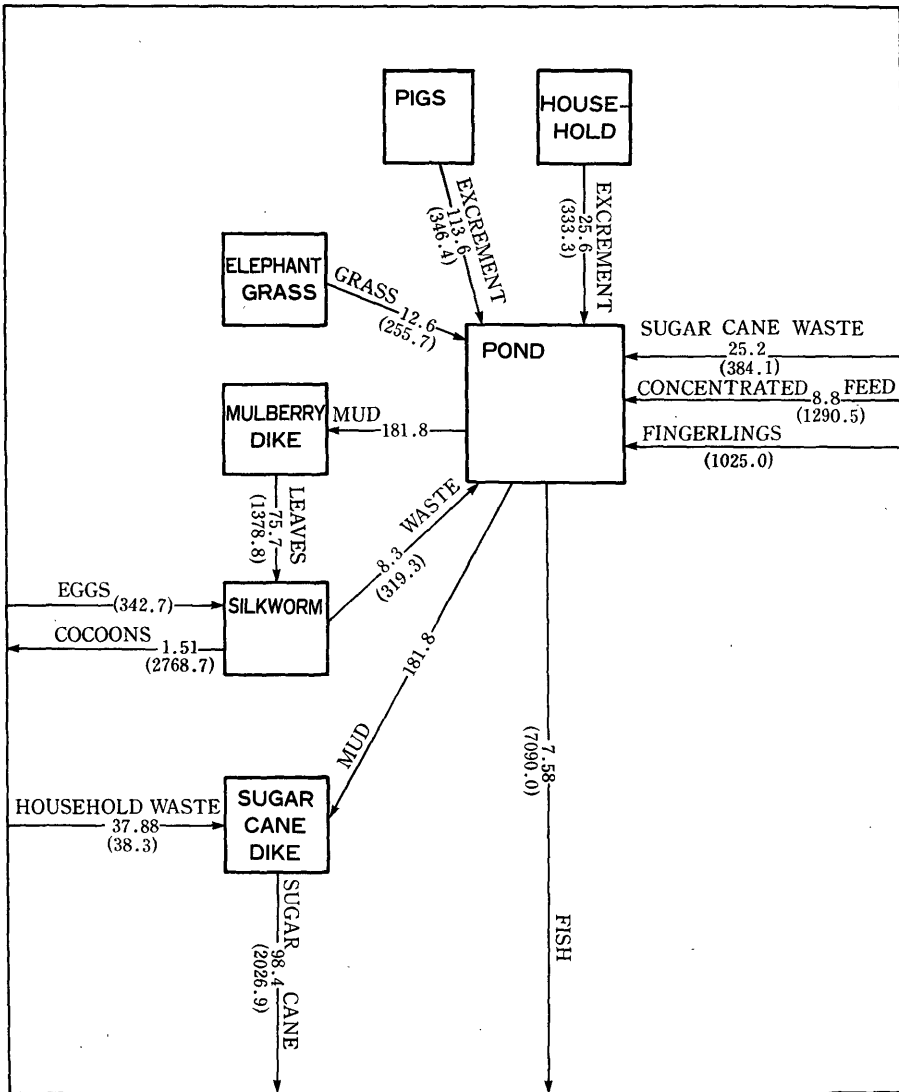 PIGS
HOUSE-
HOLD
EXCREMENT
113.6
(346.4)
EXCREMENT
25.6
(333.3)
ELEPHANT
GRASS
GRASS
12.6
(255.7)
POND
SUGAR CANE WASTE
25.2
(384.1)
CONCENTRATED 8.8 FEED
(1290.5)
FINGERLINGS
(1025.0)
MULBERRY
DIKE
MUD
181.8
LEAVES
75.7
(1378.8)
WASTE
8.3
(319.3)
EGGS
(342.7)
SILKWORM
COCOONS
1.51
(2768.7)
181.8
MUD
7.58
(7090.0)
FISH
HOUSEHOLD WASTE
37.88
(38.3)
SUGAR
CANE
DIKE
SUGAR 98.4 CANE
(2026.9)